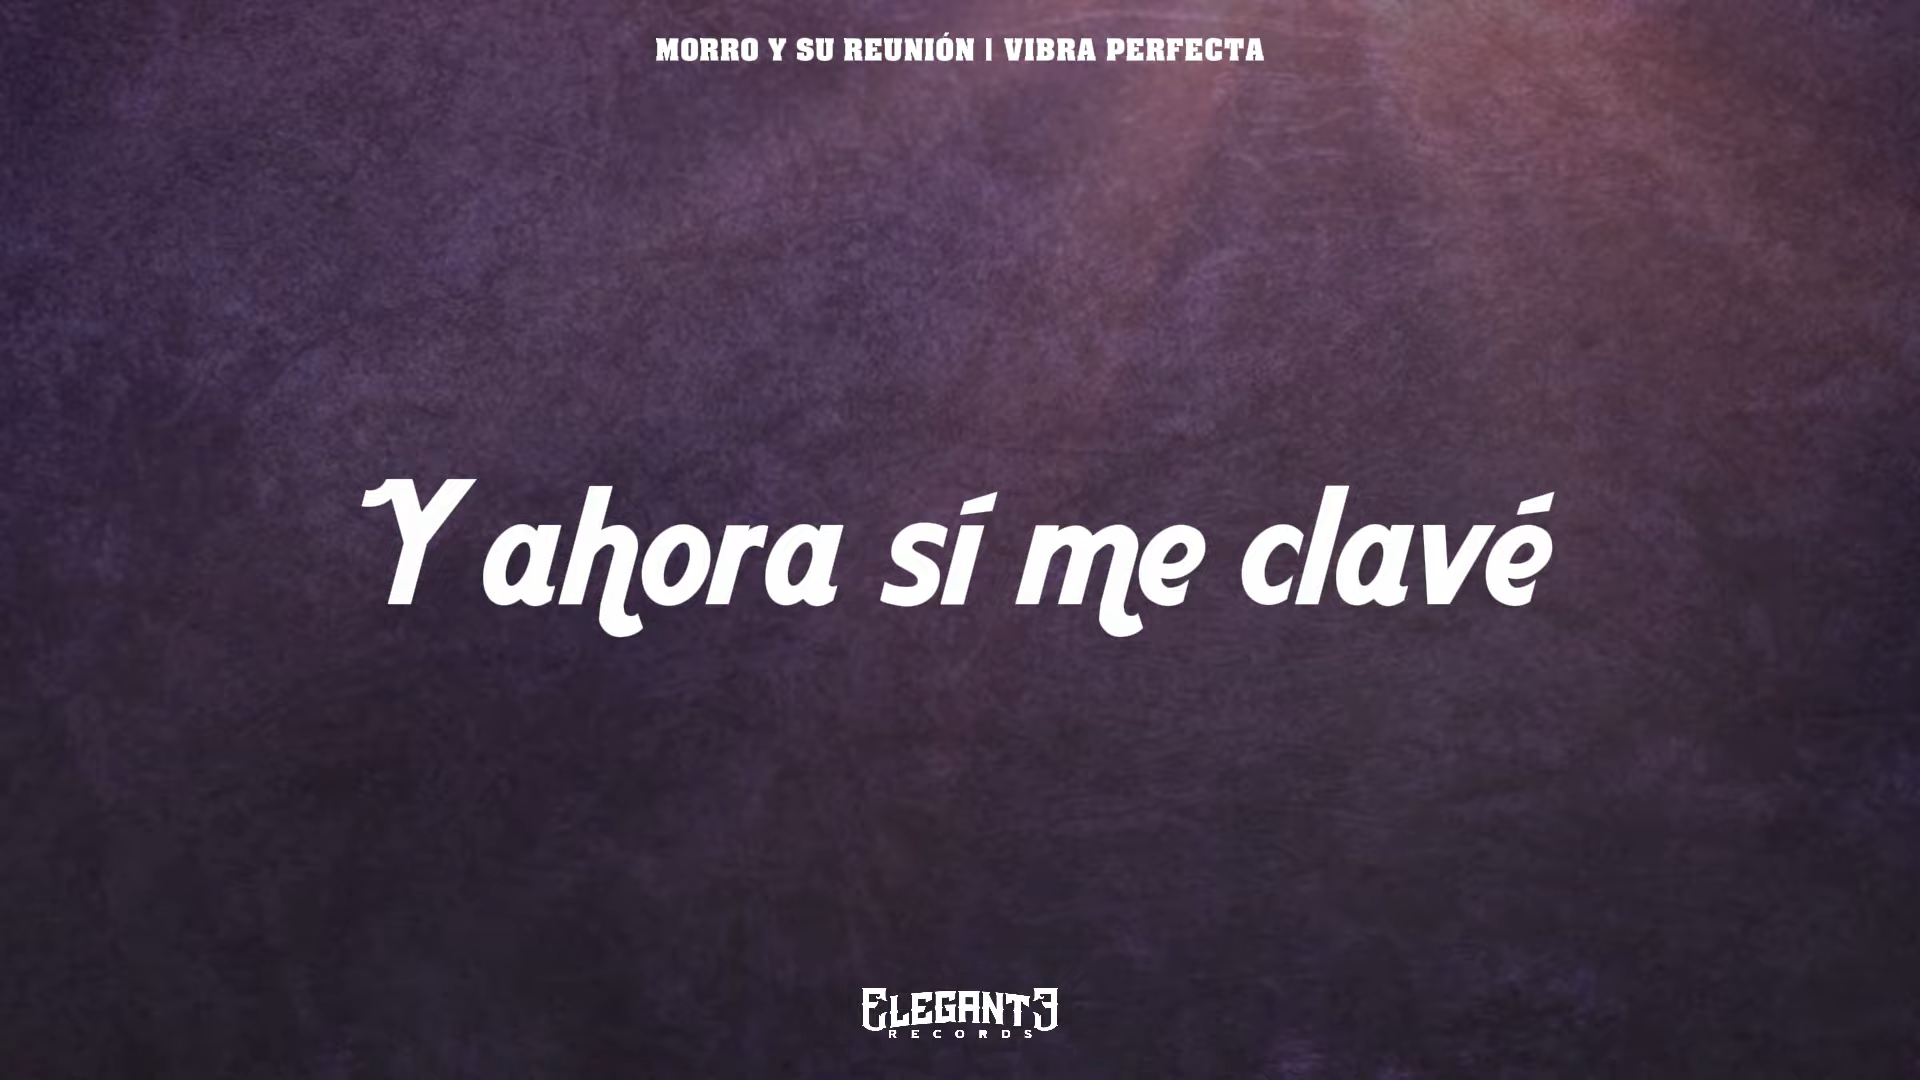 MORRO Y SU REUNIÓN | VIBRA PERFECTA
Y ahora sí me clavé
ELEGANTE
RECORDS